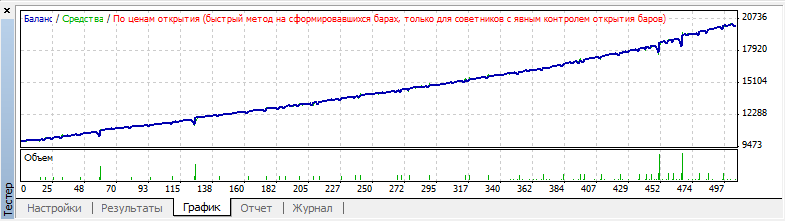 Баланс / Средства / По ценам открытия (быстрый метод на сформировавшихся барах, только для советников с явным контролем открытия баров)
20736
17920
15104
12288
9473
Объем
0 25 48 70 93 115 138 160 182 205 227 250 272 295 317 340 362 384 407 429 452 474 497
Тестер
Настройки Результаты График Отчет Журнал